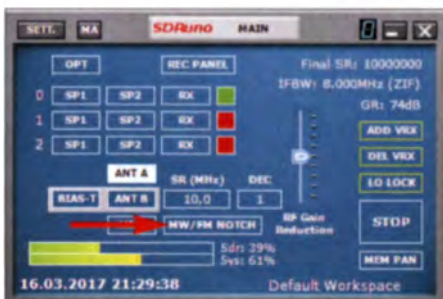 SETT. MA SDRuno MAIN
OPT REC PANEL Final SR: 10000000
IFBW: 8.000MHz (ZIF)
GR: 74dB
0 SP1 SP2 RX
1 SP1 SP2 RX ADD VRX
2 SP1 SP2 RX DEL VRX
ANT A SR (MHz) DEC LO LOCK
BIAS-T ANT B 10,0 1
MW/FM NOTCH RF Gain STOP
Reduction
Sdr: 39%
Sys: 61% MEM PAN
16.03.2017 21:29:38 Default Workspace